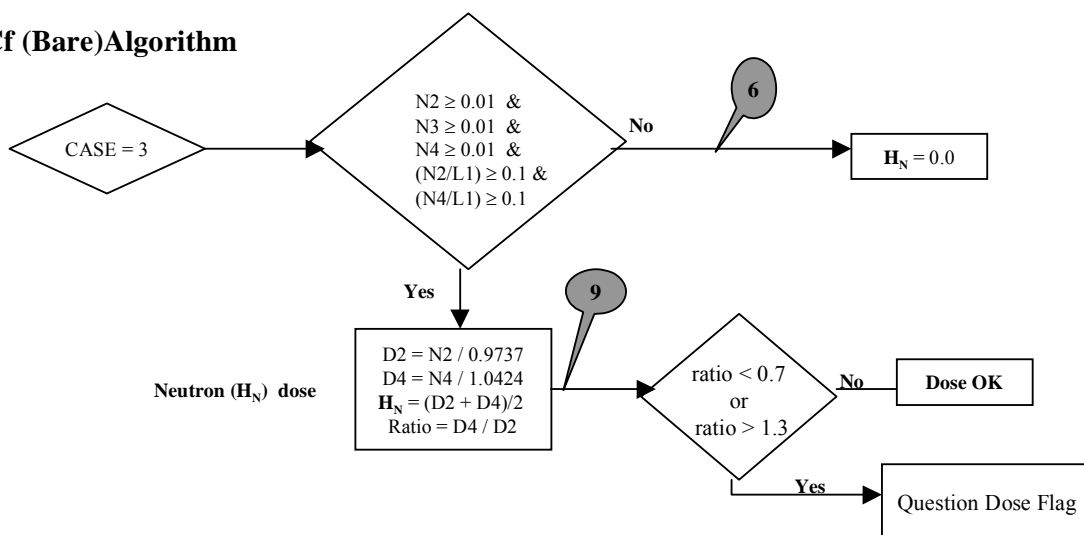 Cf (Bare)Algorithm
CASE = 3
N2 ≥ 0.01 &
N3 ≥ 0.01 &
N4 ≥ 0.01 &
(N2/L1) ≥ 0.1 &
(N4/L1) ≥ 0.1
No
6
H_N = 0.0
Yes
9
Neutron (H_N) dose
D2 = N2 / 0.9737
D4 = N4 / 1.0424
H_N = (D2 + D4)/2
Ratio = D4 / D2
ratio < 0.7
or
ratio > 1.3
No
Dose OK
Yes
Question Dose Flag